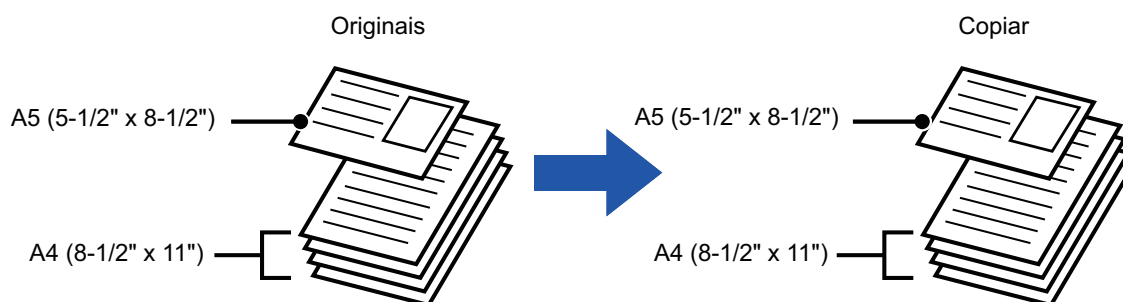 Originais
Copiar
A5 (5-1/2" x 8-1/2")
A5 (5-1/2" x 8-1/2")
A4 (8-1/2" x 11")
A4 (8-1/2" x 11")